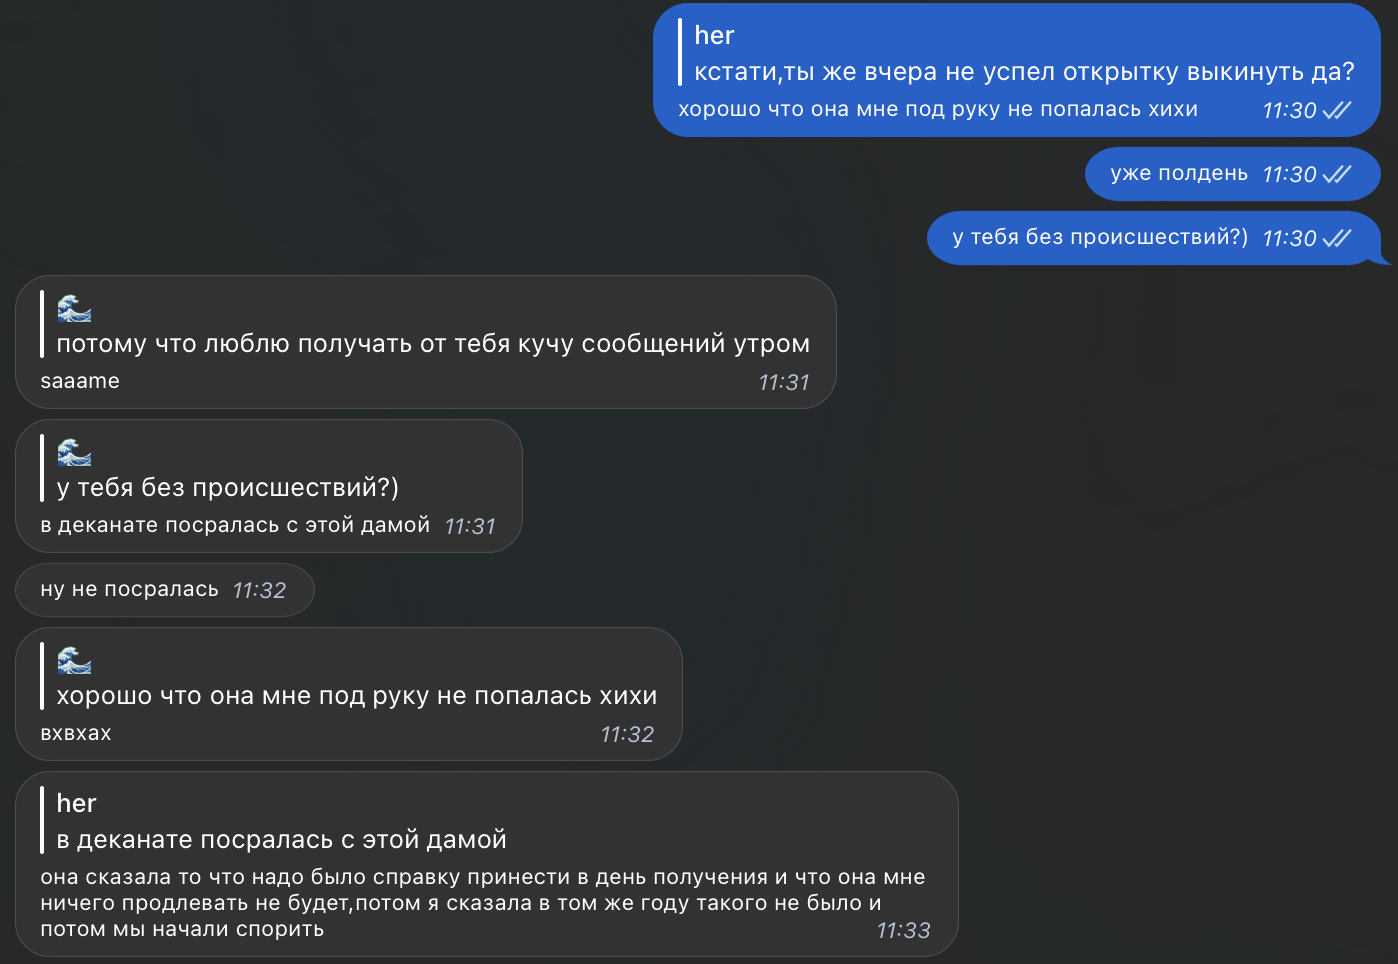 her
кстати,ты же вчера не успел открытку выкинуть да?
хорошо что она мне под руку не попалась хихи 11:30
уже полдень 11:30
у тебя без происшествий?) 11:30
🌊
потому что люблю получать от тебя кучу сообщений утром
saaame 11:31
🌊
у тебя без происшествий?)
в деканате посралась с этой дамой 11:31
ну не посралась 11:32
🌊
хорошо что она мне под руку не попалась хихи
вхвхах 11:32
her
в деканате посралась с этой дамой
она сказала то что надо было справку принести в день получения и что она мне
ничего продлевать не будет,потом я сказала в том же году такого не было и
потом мы начали спорить 11:33